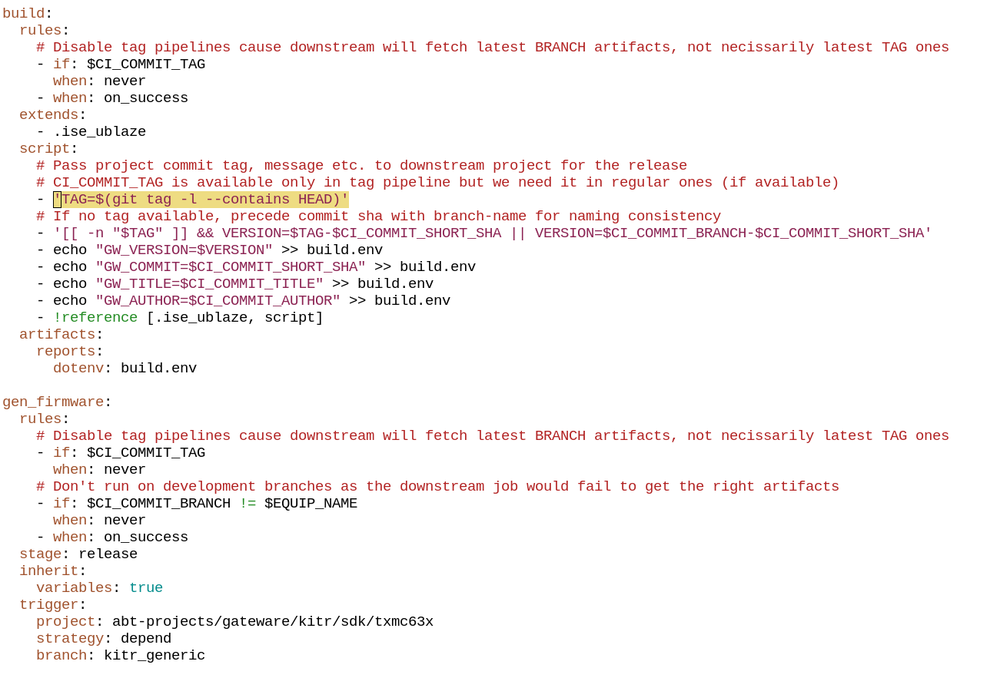 build:
  rules:
    # Disable tag pipelines cause downstream will fetch latest BRANCH artifacts, not necissarily latest TAG ones
    - if: $CI_COMMIT_TAG
      when: never
    - when: on_success
  extends:
    - .ise_ublaze
  script:
    # Pass project commit tag, message etc. to downstream project for the release
    # CI_COMMIT_TAG is available only in tag pipeline but we need it in regular ones (if available)
    - 'TAG=$(git tag -l --contains HEAD)'
    # If no tag available, precede commit sha with branch-name for naming consistency
    - '[[ -n "$TAG" ]] && VERSION=$TAG-$CI_COMMIT_SHORT_SHA || VERSION=$CI_COMMIT_BRANCH-$CI_COMMIT_SHORT_SHA'
    - echo "GW_VERSION=$VERSION" >> build.env
    - echo "GW_COMMIT=$CI_COMMIT_SHORT_SHA" >> build.env
    - echo "GW_TITLE=$CI_COMMIT_TITLE" >> build.env
    - echo "GW_AUTHOR=$CI_COMMIT_AUTHOR" >> build.env
    - !reference [.ise_ublaze, script]
  artifacts:
    reports:
      dotenv: build.env

gen_firmware:
  rules:
    # Disable tag pipelines cause downstream will fetch latest BRANCH artifacts, not necissarily latest TAG ones
    - if: $CI_COMMIT_TAG
      when: never
    # Don't run on development branches as the downstream job would fail to get the right artifacts
    - if: $CI_COMMIT_BRANCH != $EQUIP_NAME
      when: never
    - when: on_success
  stage: release
  inherit:
    variables: true
  trigger:
    project: abt-projects/gateware/kitr/sdk/txmc63x
    strategy: depend
    branch: kitr_generic